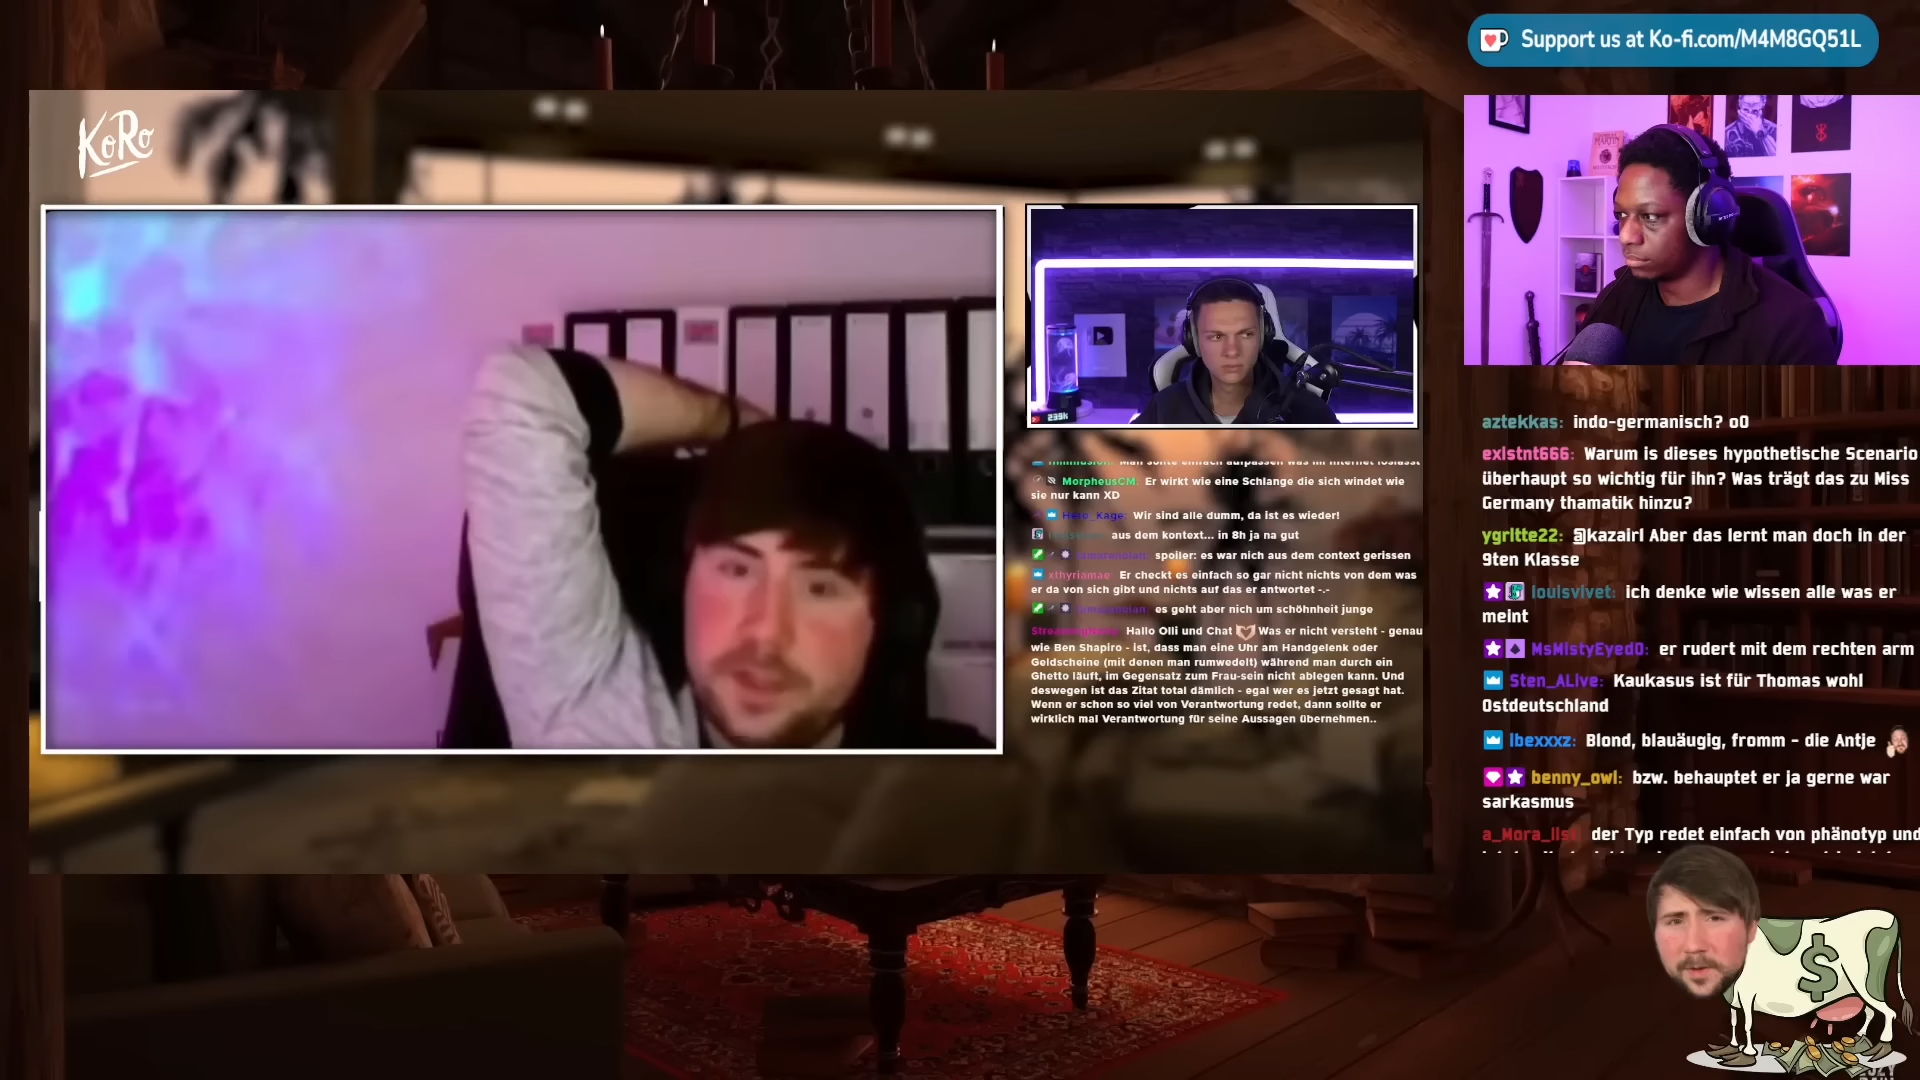 Support us at Ko-fi.com/M4M8GQ51L
KoRo
239k
MorpheusCM: Er wirkt wie eine Schlange die sich windet wie
sie nur kann XD
Hero_Kage: Wir sind alle dumm, da ist es wieder!
aus dem kontext... in 8h ja na gut
spoiler: es war nich aus dem context gerissen
xthyriamae: Er checkt es einfach so gar nicht nichts von dem was
er da von sich gibt und nichts auf das er antwortet -.-
es geht aber nich um schöhnheit junge
Hallo Olli und Chat Was er nicht versteht - genau
wie Ben Shapiro - ist, dass man eine Uhr am Handgelenk oder
Geldscheine (mit denen man rumwedelt) während man durch ein
Ghetto läuft, im Gegensatz zum Frau-sein nicht ablegen kann. Und
deswegen ist das Zitat total dämlich - egal wer es jetzt gesagt hat.
Wenn er schon so viel von Verantwortung redet, dann sollte er
wirklich mal Verantwortung für seine Aussagen übernehmen..
MARTIN
aztekkas: indo-germanisch? o0
existnt666: Warum is dieses hypothetische Scenario
überhaupt so wichtig für ihn? Was trägt das zu Miss
Germany thamatik hinzu?
ygritte22: @kazairl Aber das lernt man doch in der
9ten Klasse
louisvivet: ich denke wie wissen alle was er
meint
MsMistyEyed0: er rudert mit dem rechten arm
Sten_ALive: Kaukasus ist für Thomas wohl
Ostdeutschland
Ibexxxz: Blond, blauäugig, fromm - die Antje
benny_owl: bzw. behauptet er ja gerne war
sarkasmus
a_Mora_list: der Typ redet einfach von phänotyp und
$